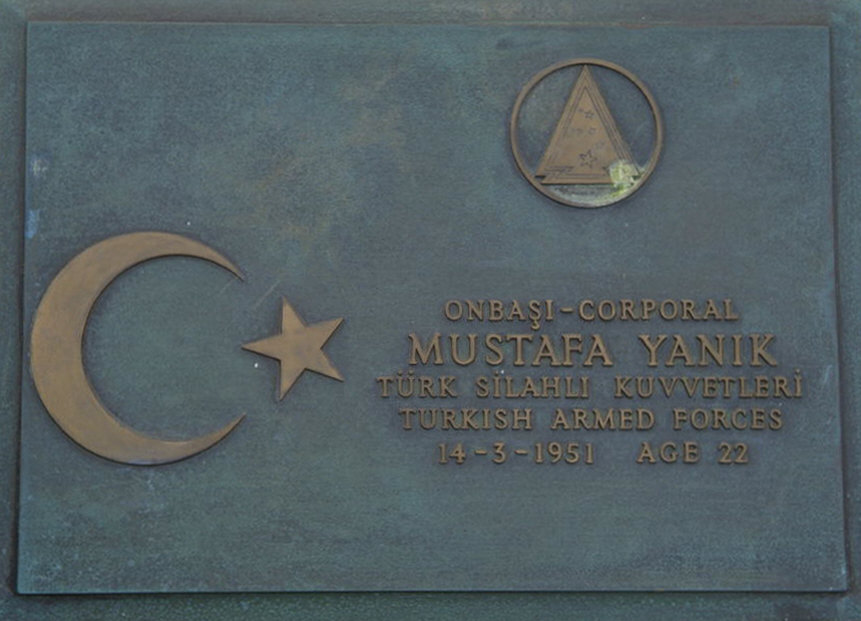 ONBAŞI-CORPORAL
MUSTAFA YANIK
TÜRK SİLAHLI KUVVETLERİ
TURKISH ARMED FORCES
14-3-1951 AGE 22